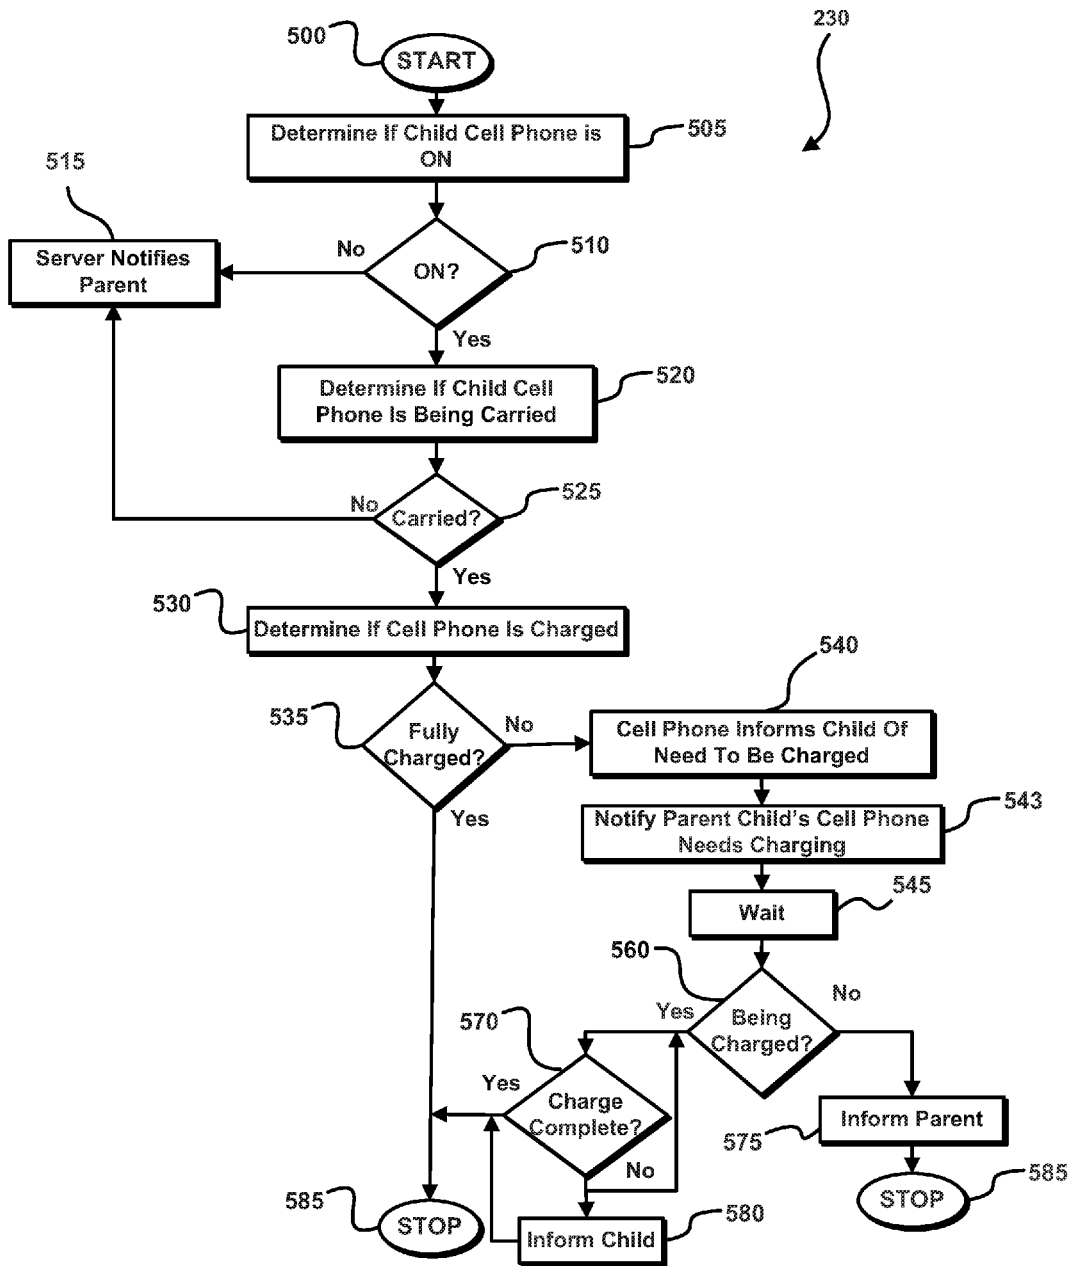 500
START
230
Determine If Child Cell Phone is
ON
505
515
Server Notifies
Parent
No
ON?
510
Yes
Determine If Child Cell
Phone Is Being Carried
520
No
Carried?
525
Yes
530
Determine If Cell Phone Is Charged
535
Fully
Charged?
No
Yes
540
Cell Phone Informs Child Of
Need To Be Charged
543
Notify Parent Child's Cell Phone
Needs Charging
545
Wait
560
Yes
Being
Charged?
No
570
Yes
Charge
Complete?
No
Inform Parent
575
585
STOP
585
STOP
Inform Child
580